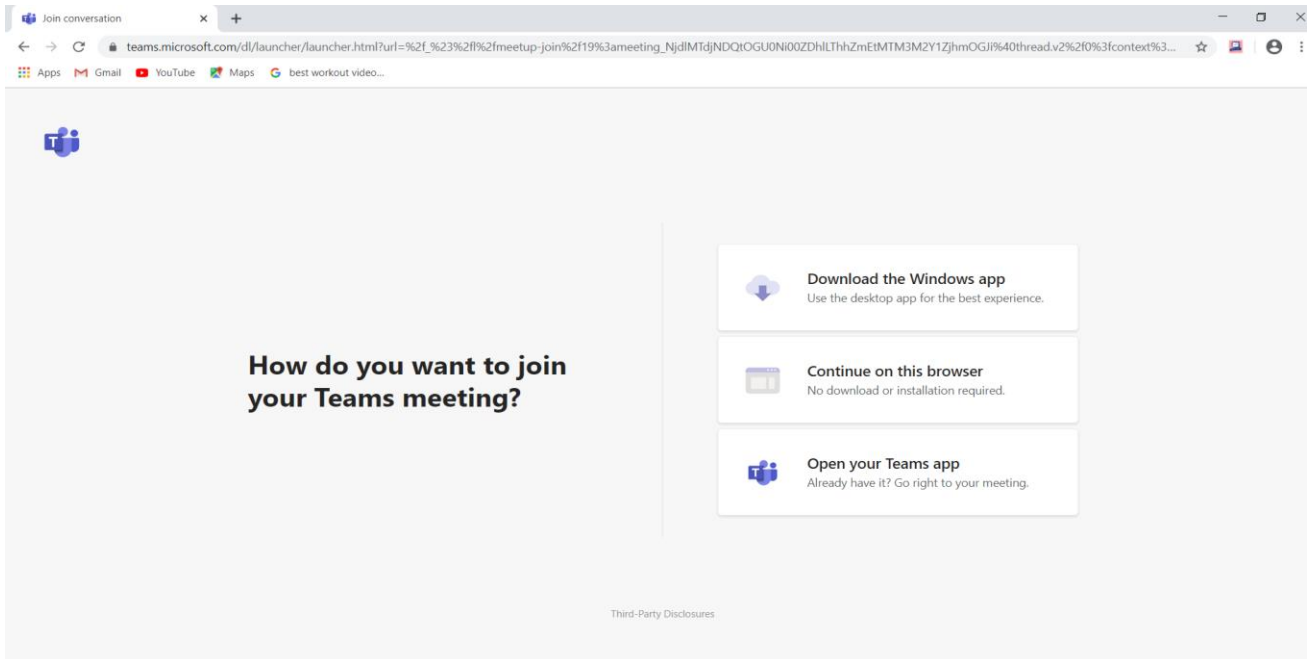 Join conversation
teams.microsoft.com/dl/launcher/launcher.html?url=%2f_%23%2fl%2fmeetup-join%2f19%3ameeting_NjdlMTdjNDQtOGU0Ni00ZDhlLThhZmEtMTM3M2Y1ZjhmOGJi%40thread.v2%2f0%3fcontext%3...
Apps Gmail YouTube Maps best workout video...
Download the Windows app
Use the desktop app for the best experience.
How do you want to join
your Teams meeting?
Continue on this browser
No download or installation required.
Open your Teams app
Already have it? Go right to your meeting.
Third-Party Disclosures